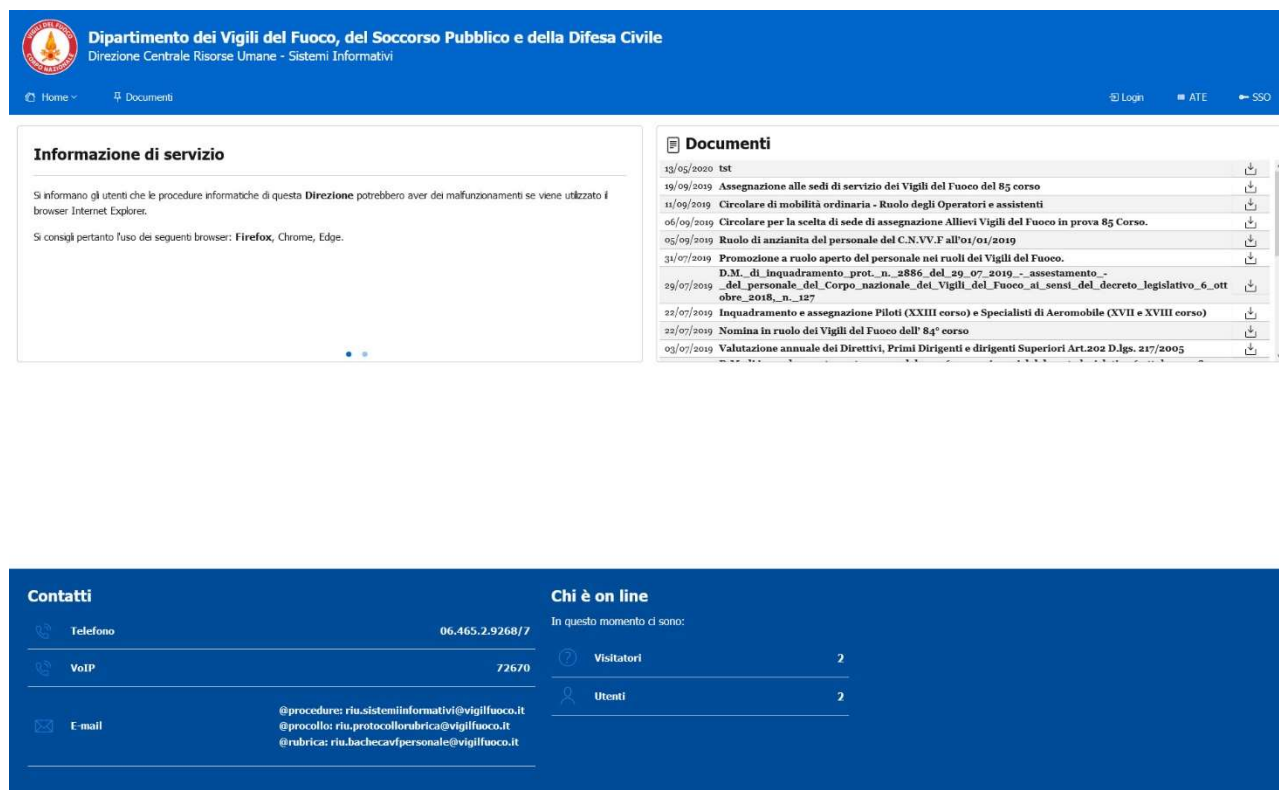 Dipartimento dei Vigili del Fuoco, del Soccorso Pubblico e della Difesa Civile
Direzione Centrale Risorse Umane - Sistemi Informativi
Home
Documenti
Login
ATE
SSO
Informazione di servizio
Si informano gli utenti che le procedure informatiche di questa Direzione potrebbero aver dei malfunzionamenti se viene utilizzato il
browser Internet Explorer.
Si consigli pertanto l'uso dei seguenti browser: Firefox, Chrome, Edge.
Documenti
13/05/2020 tst
19/09/2019 Assegnazione alle sedi di servizio dei Vigili del Fuoco del 85 corso
11/09/2019 Circolare di mobilità ordinaria - Ruolo degli Operatori e assistenti
06/09/2019 Circolare per la scelta di sede di assegnazione Allievi Vigili del Fuoco in prova 85 Corso.
05/09/2019 Ruolo di anzianita del personale del C.N.VV.F all'01/01/2019
31/07/2019 Promozione a ruolo aperto del personale nei ruoli dei Vigili del Fuoco.
D.M._di_inquadramento_prot._n._2886_del_29_07_2019_-_assestamento_-
29/07/2019 _del_personale_del_Corpo_nazionale_dei_Vigili_del_Fuoco_ai_sensi_del_decreto_legislativo_6_ott
obre_2018,_n._127
22/07/2019 Inquadramento e assegnazione Piloti (XXIII corso) e Specialisti di Aeromobile (XVII e XVIII corso)
22/07/2019 Nomina in ruolo dei Vigili del Fuoco dell' 84° corso
03/07/2019 Valutazione annuale dei Direttivi, Primi Dirigenti e dirigenti Superiori Art.202 D.lgs. 217/2005
Contatti
Telefono 06.465.2.9268/7
VoIP 72670
E-mail
@procedure: riu.sistemiinformativi@vigilfuoco.it
@procollo: riu.protocollorubrica@vigilfuoco.it
@rubrica: riu.bachecavfpersonale@vigilfuoco.it
Chi è on line
In questo momento ci sono:
Visitatori 2
Utenti 2